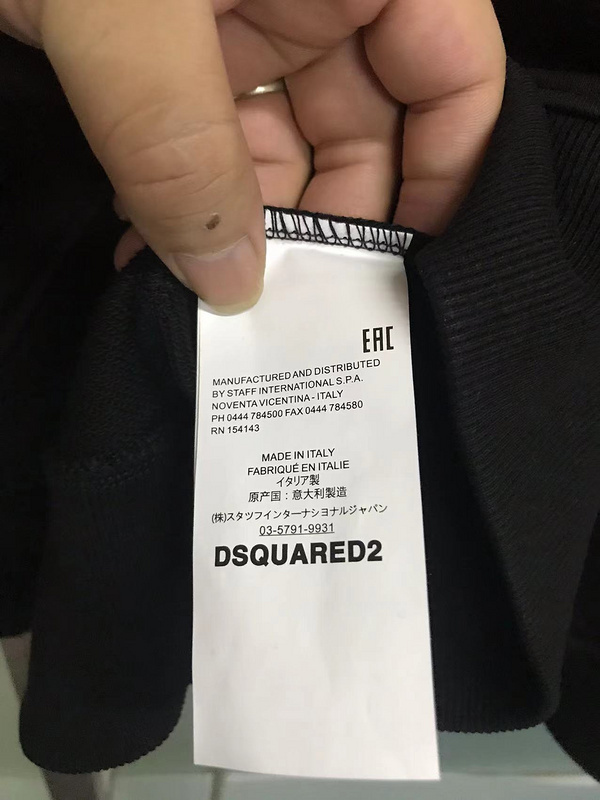 EAC
MANUFACTURED AND DISTRIBUTED
BY STAFF INTERNATIONAL S.P.A.
NOVENTA VICENTINA - ITALY
PH 0444 784500 FAX 0444 784580
RN 154143
MADE IN ITALY
FABRIQUÉ EN ITALIE
イタリア製
原产国：意大利製造
(株)スタッフインターナショナルジャパン
03-5791-9931
DSQUARED2